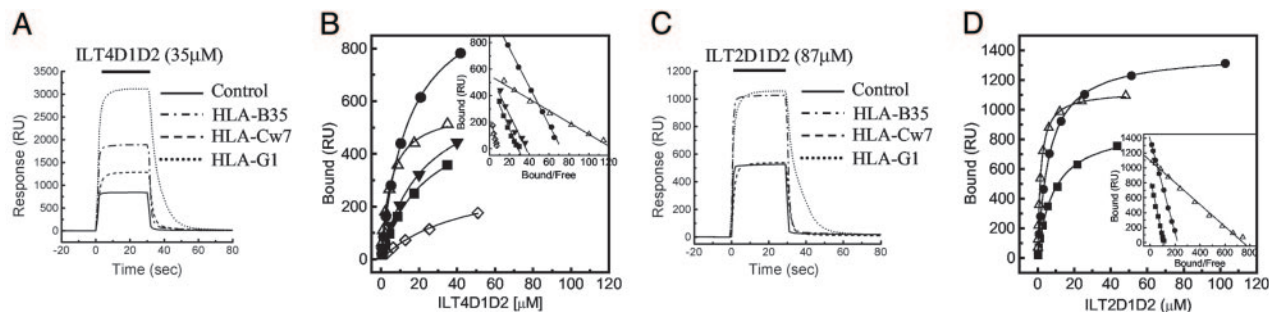 A
ILT4D1D2 (35μM)
Response (RU)
3500
3000
2500
2000
1500
1000
500
0
Control
HLA-B35
HLA-Cw7
HLA-G1
-20 0 20 40 60 80
Time (sec)
B
Bound (RU)
800
600
400
200
0
0 20 40 60 80 100 120
ILT4D1D2 [μM]
Bound (RU)
800
600
400
200
0
20 40 60 80 100 120
Bound/Free
C
ILT2D1D2 (87μM)
Response (RU)
1200
1000
800
600
400
200
0
Control
HLA-B35
HLA-Cw7
HLA-G1
-20 0 20 40 60 80
Time (sec)
D
Bound (RU)
1400
1200
1000
800
600
400
200
0
0 20 40 60 80 100 120
ILT2D1D2 (μM)
Bound (RU)
1400
1200
1000
800
600
400
200
0
0 200 400 600 800
Bound/Free